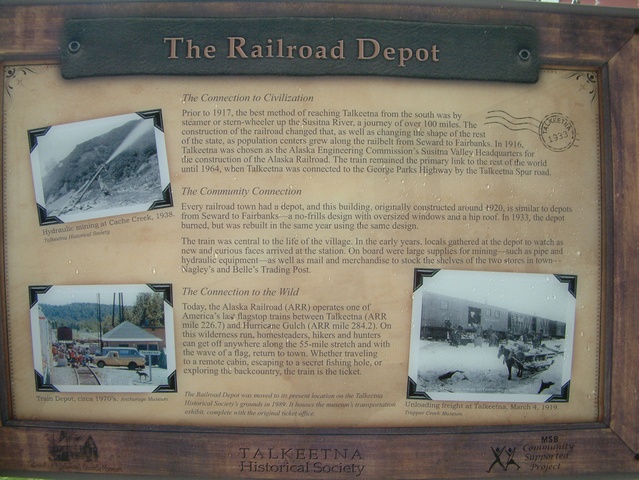 The Railroad Depot
The Connection to Civilization
Prior to 1917, the best method of reaching Talkeetna from the south was by
steamer or stern-wheeler up the Susitna River, a journey of over 100 miles. The
construction of the railroad changed that, as well as changing the shape of the rest
of the state, as population centers grew along the railbelt from Seward to Fairbanks. In 1916,
Talkeetna was chosen as the Alaska Engineering Commission's Susitna Valley Headquarters for
the construction of the Alaska Railroad. The train remained the primary link to the rest of the world
until 1964, when Talkeetna was connected to the George Parks Highway by the Talkeetna Spur road.
TALKEETNA
1933
Hydraulic mining at Cache Creek, 1938.
Talkeetna Historical Society
The Community Connection
Every railroad town had a depot, and this building, originally constructed around 1920, is similar to depots
from Seward to Fairbanks—a no-frills design with oversized windows and a hip roof. In 1933, the depot
burned, but was rebuilt in the same year using the same design.
The train was central to the life of the village. In the early years, locals gathered at the depot to watch as
new and curious faces arrived at the station. On board were large supplies for mining—such as pipe and
hydraulic equipment—as well as mail and merchandise to stock the shelves of the two stores in town--
Nagley's and Belle's Trading Post.
The Connection to the Wild
Today, the Alaska Railroad (ARR) operates one of
America's last flagstop trains between Talkeetna (ARR
mile 226.7) and Hurricane Gulch (ARR mile 284.2). On
this wilderness run, homesteaders, hikers and hunters
can get off anywhere along the 55-mile stretch and with
the wave of a flag, return to town. Whether traveling
to a remote cabin, escaping to a secret fishing hole, or
exploring the backcountry, the train is the ticket.
The Railroad Depot was moved to its present location on the Talkeetna
Historical Society's grounds in 1989. It houses the museum's transportation
exhibit, complete with the original ticket office.
Train Depot, circa 1970's. Anchorage Museum
Unloading freight at Talkeetna, March 4, 1919.
Trapper Creek Museum
TALKEETNA
Historical Society
MSB
Community
Supported
Project